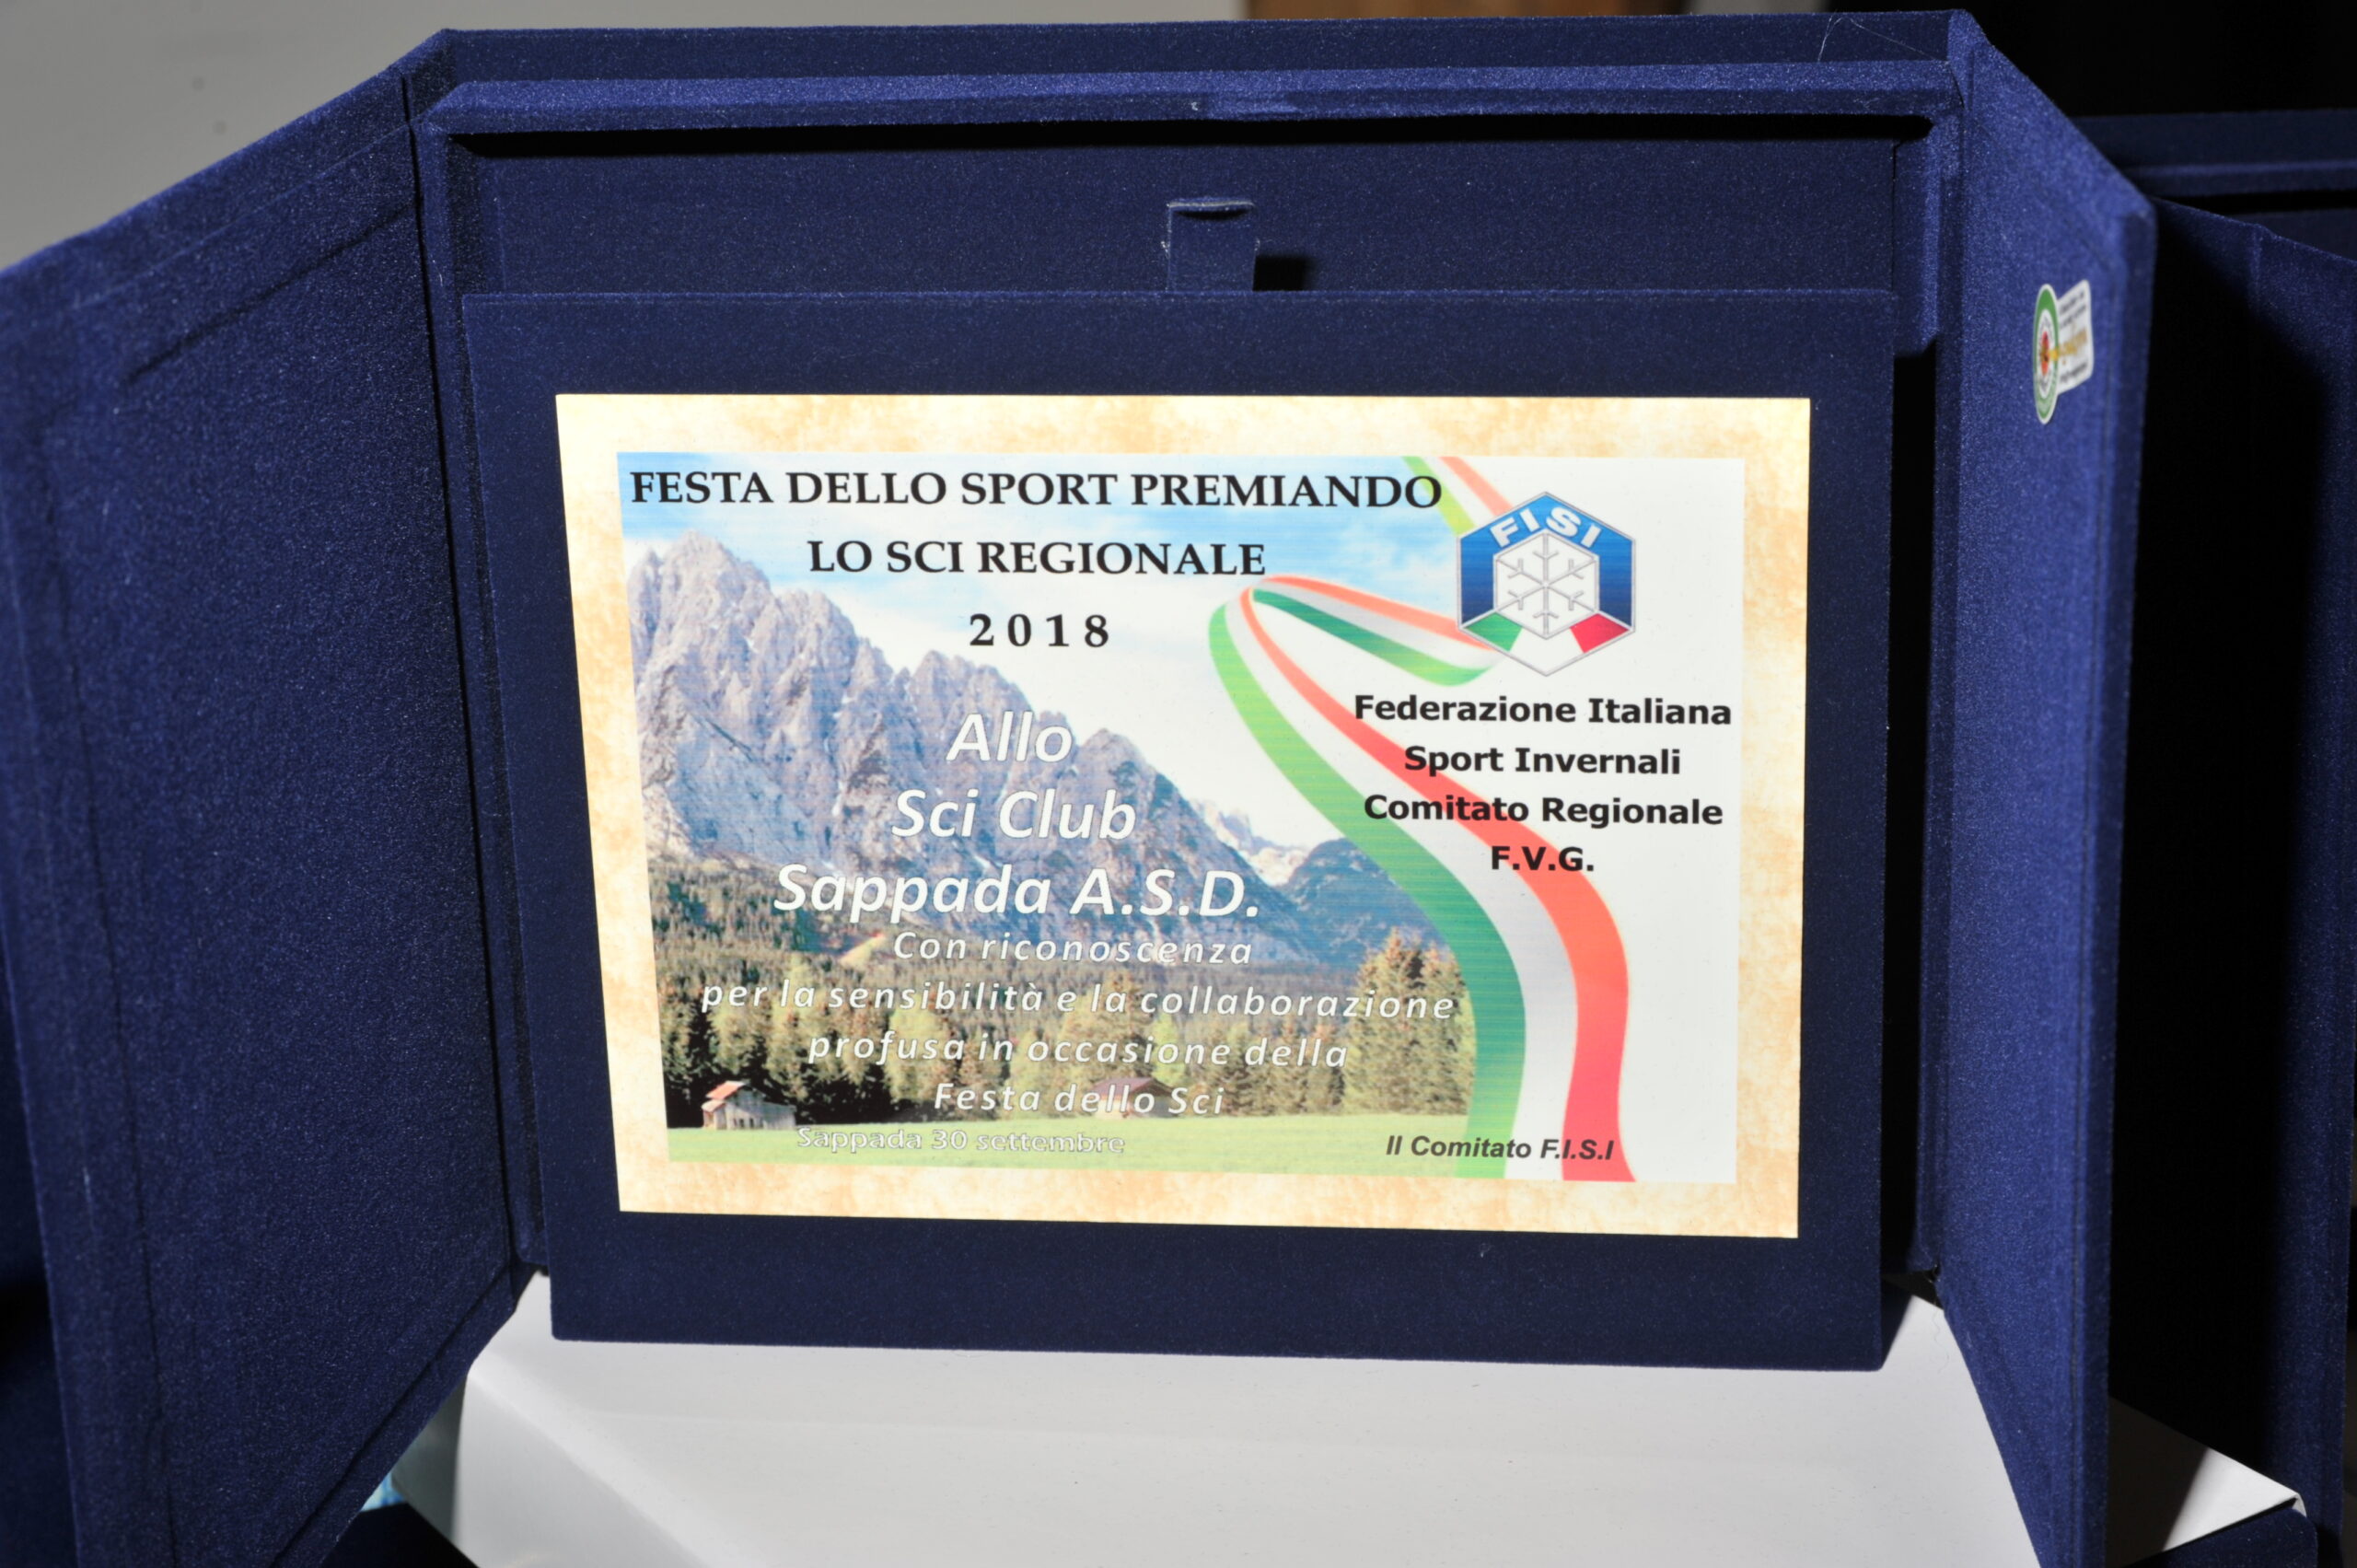 FESTA DELLO SPORT PREMIANDO
LO SCI REGIONALE
2018
FISI
Federazione Italiana
Sport Invernali
Comitato Regionale
F.V.G.
Allo
Sci Club
Sappada A.S.D.
Con riconoscenza
per la sensibilità e la collaborazione
profusa in occasione della
Festa dello Sci
Sappada 30 settembre
Il Comitato F.I.S.I